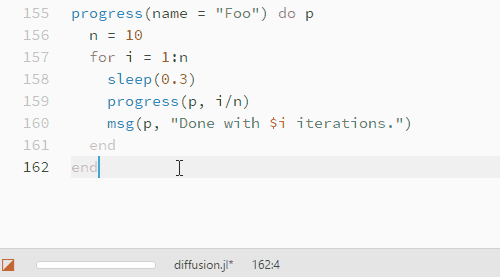 155 progress(name = "Foo") do p
156   n = 10
157   for i = 1:n
158     sleep(0.3)
159     progress(p, i/n)
160     msg(p, "Done with $i iterations.")
161   end
162 end
diffusion.jl* 162:4